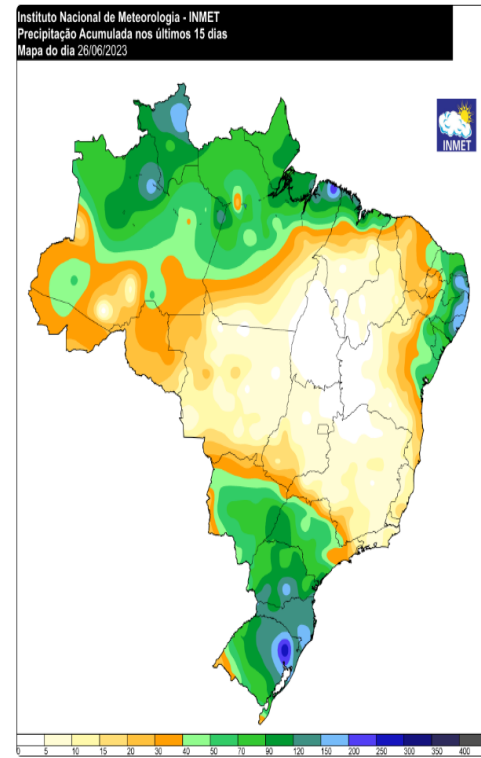 Instituto Nacional de Meteorologia - INMET
Precipitação Acumulada nos últimos 15 dias
Mapa do dia 26/06/2023
INMET
0 5 10 15 20 30 40 50 70 90 120 150 200 250 300 350 400